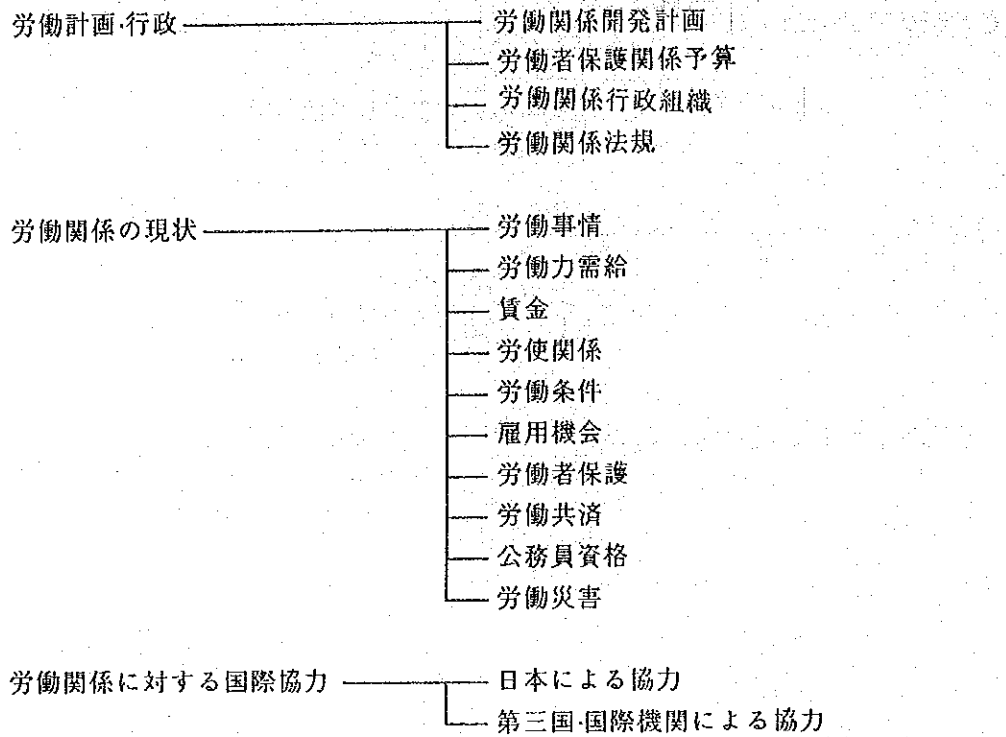 労働計画・行政 労働関係開発計画
労働者保護関係予算
労働関係行政組織
労働関係法規
労働関係の現状 労働事情
労働力需給
賃金
労使関係
労働条件
雇用機会
労働者保護
労働共済
公務員資格
労働災害
労働関係に対する国際協力 日本による協力
第三国・国際機関による協力